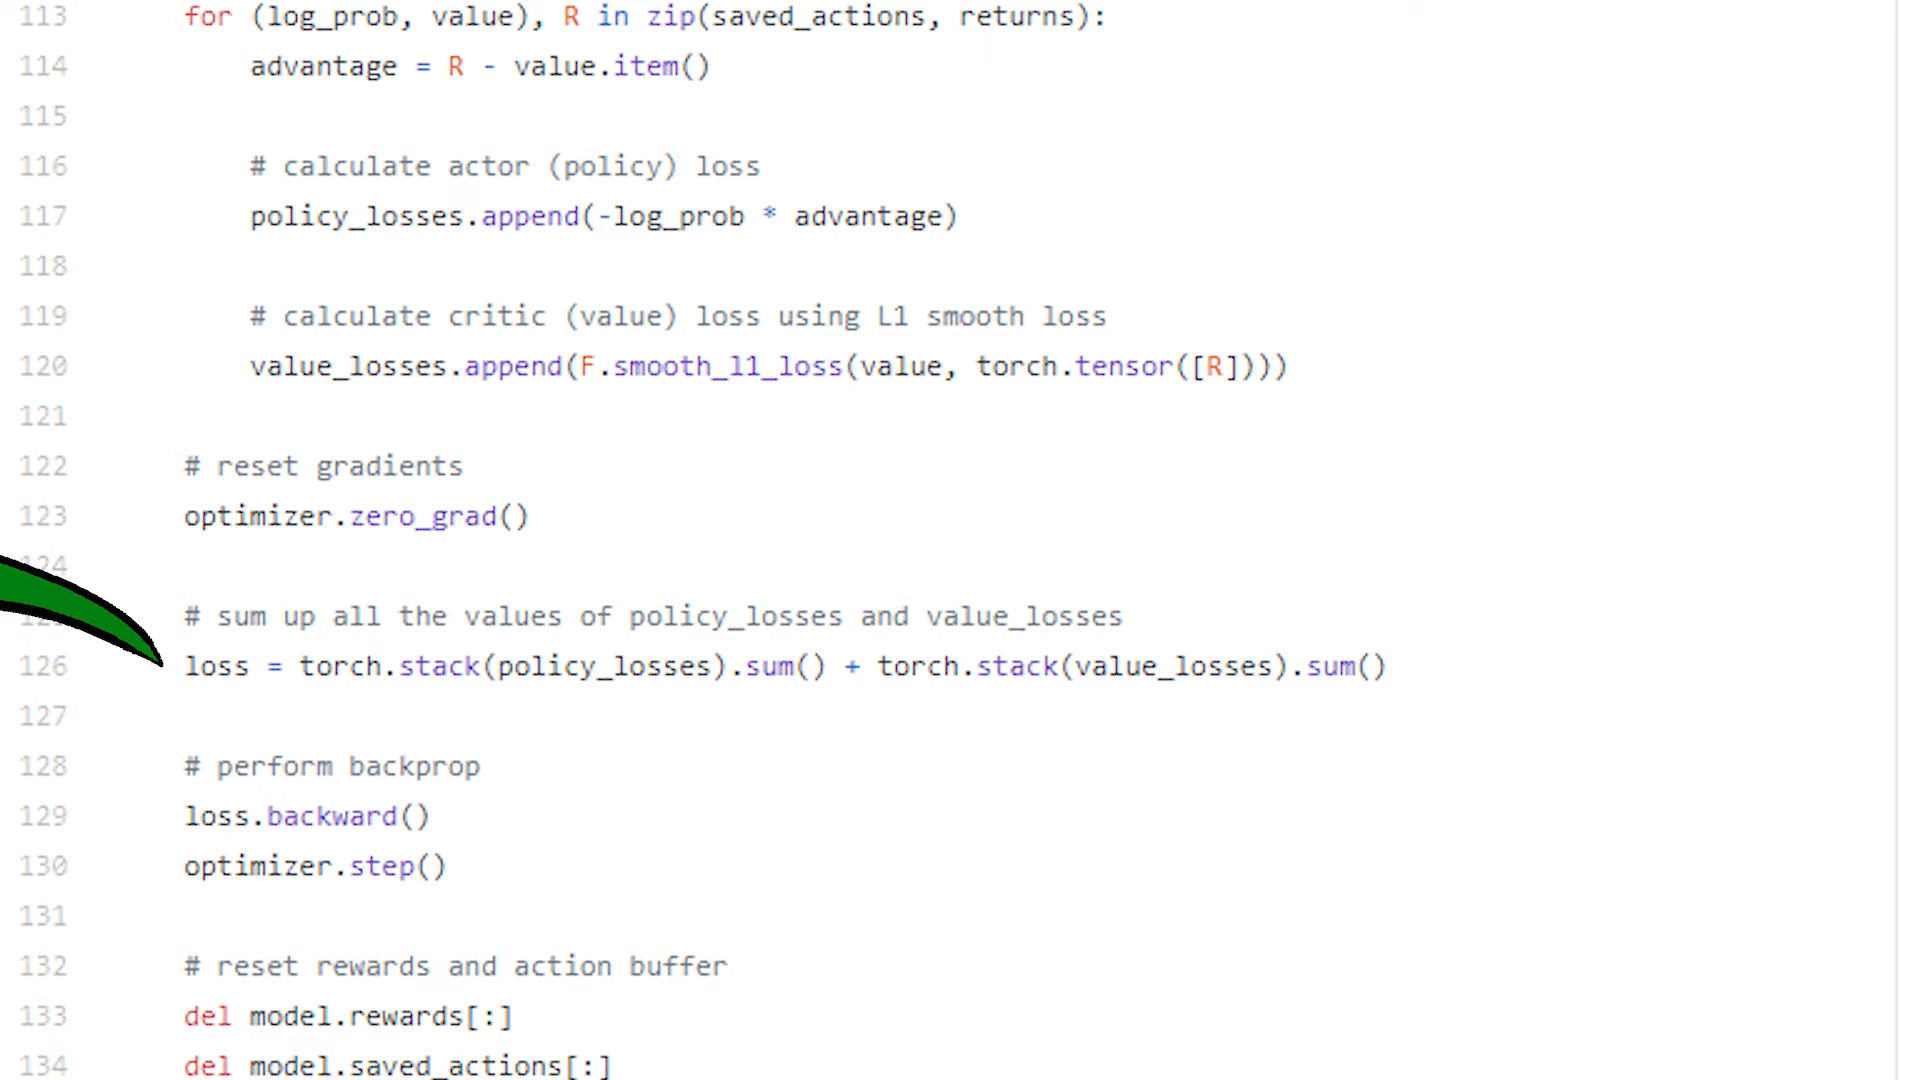 113 for (log_prob, value), R in zip(saved_actions, returns):
114 advantage = R - value.item()
115
116 # calculate actor (policy) loss
117 policy_losses.append(-log_prob * advantage)
118
119 # calculate critic (value) loss using L1 smooth loss
120 value_losses.append(F.smooth_l1_loss(value, torch.tensor([R])))
121
122 # reset gradients
123 optimizer.zero_grad()
124
# sum up all the values of policy_losses and value_losses
126 loss = torch.stack(policy_losses).sum() + torch.stack(value_losses).sum()
127
128 # perform backprop
129 loss.backward()
130 optimizer.step()
131
132 # reset rewards and action buffer
133 del model.rewards[:]
134 del model.saved_actions[:]